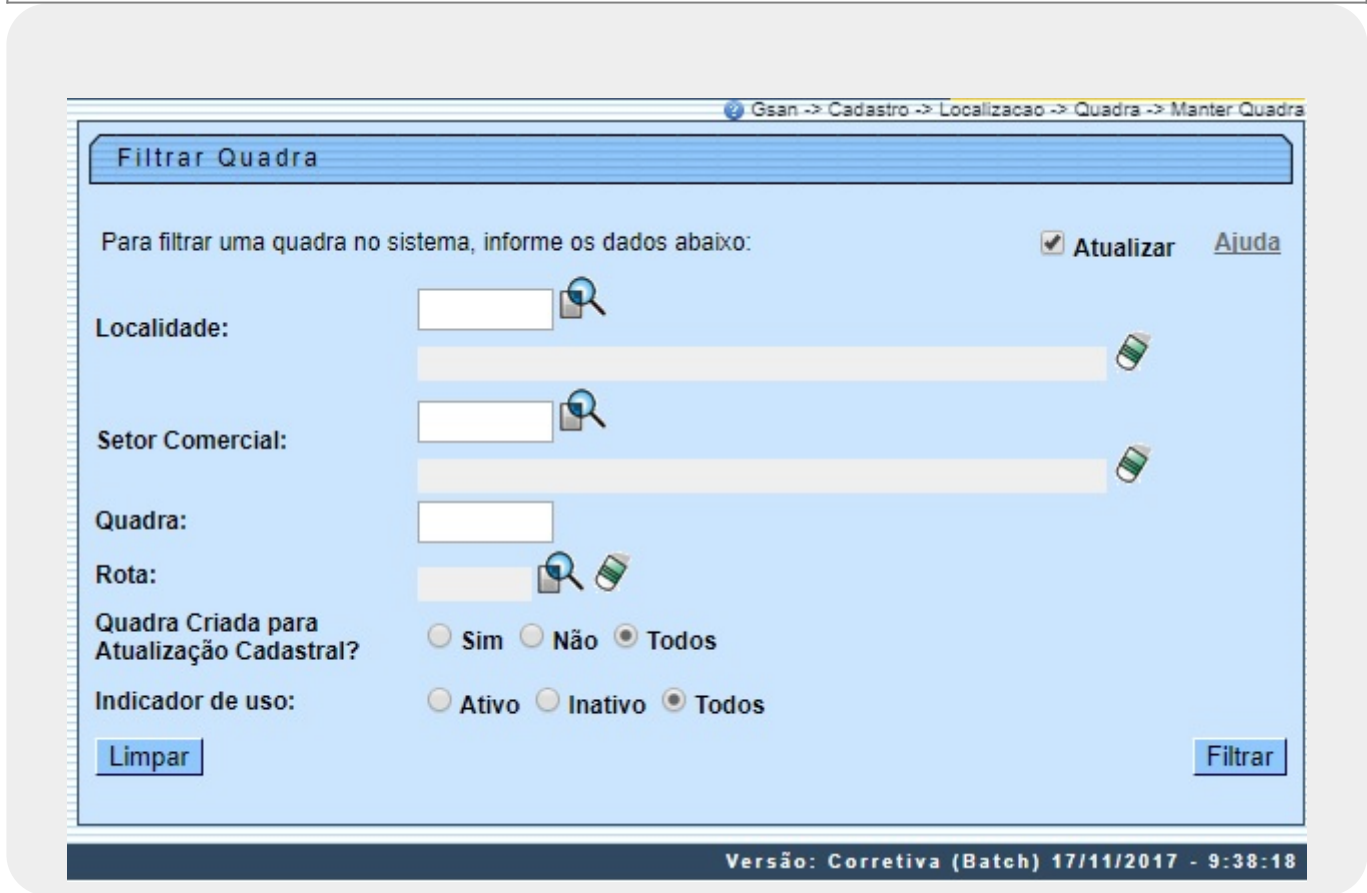 Gsan -> Cadastro -> Localizacao -> Quadra -> Manter Quadra
Filtrar Quadra
Para filtrar uma quadra no sistema, informe os dados abaixo: Atualizar Ajuda
Localidade:
Setor Comercial:
Quadra:
Rota:
Quadra Criada para
Atualização Cadastral? Sim Não Todos
Indicador de uso: Ativo Inativo Todos
Limpar Filtrar
Versão: Corretiva (Batch) 17/11/2017 - 9:38:18